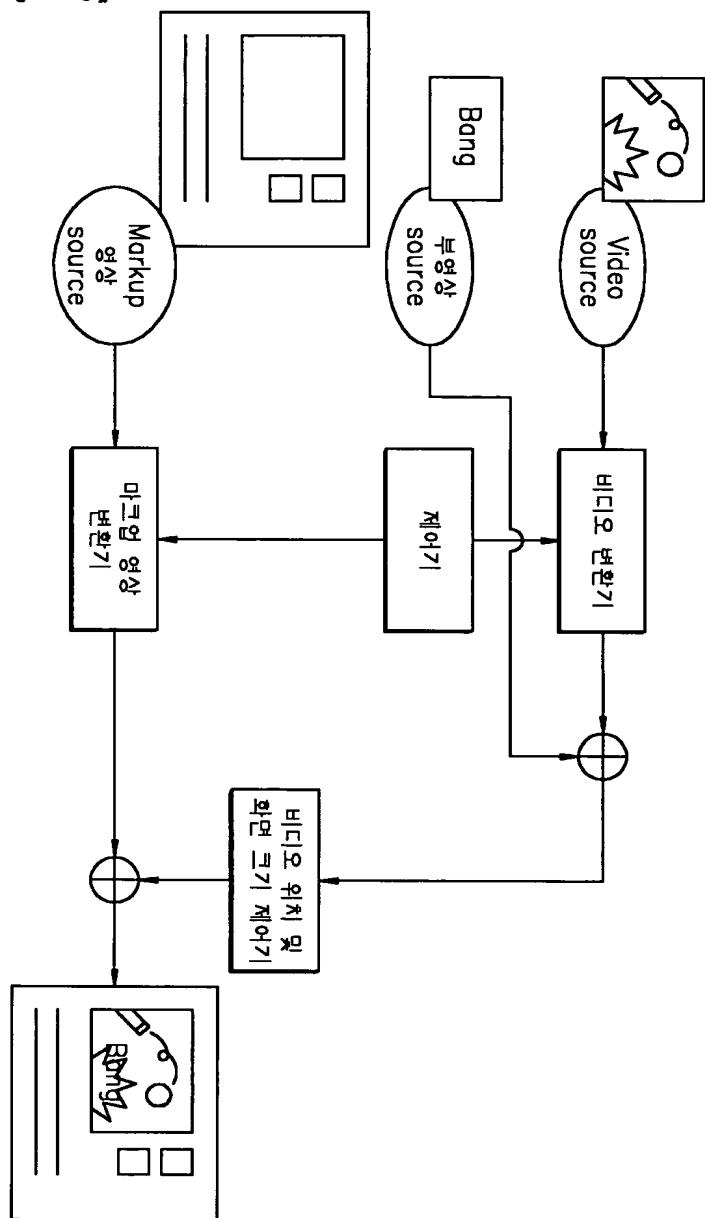 Video
source
비디오 변환기
Bang
부영상
source
제어기
비디오 위치 및
화면 크기 제어기
Markup
영상
source
마크업 영상
변환기
Bang